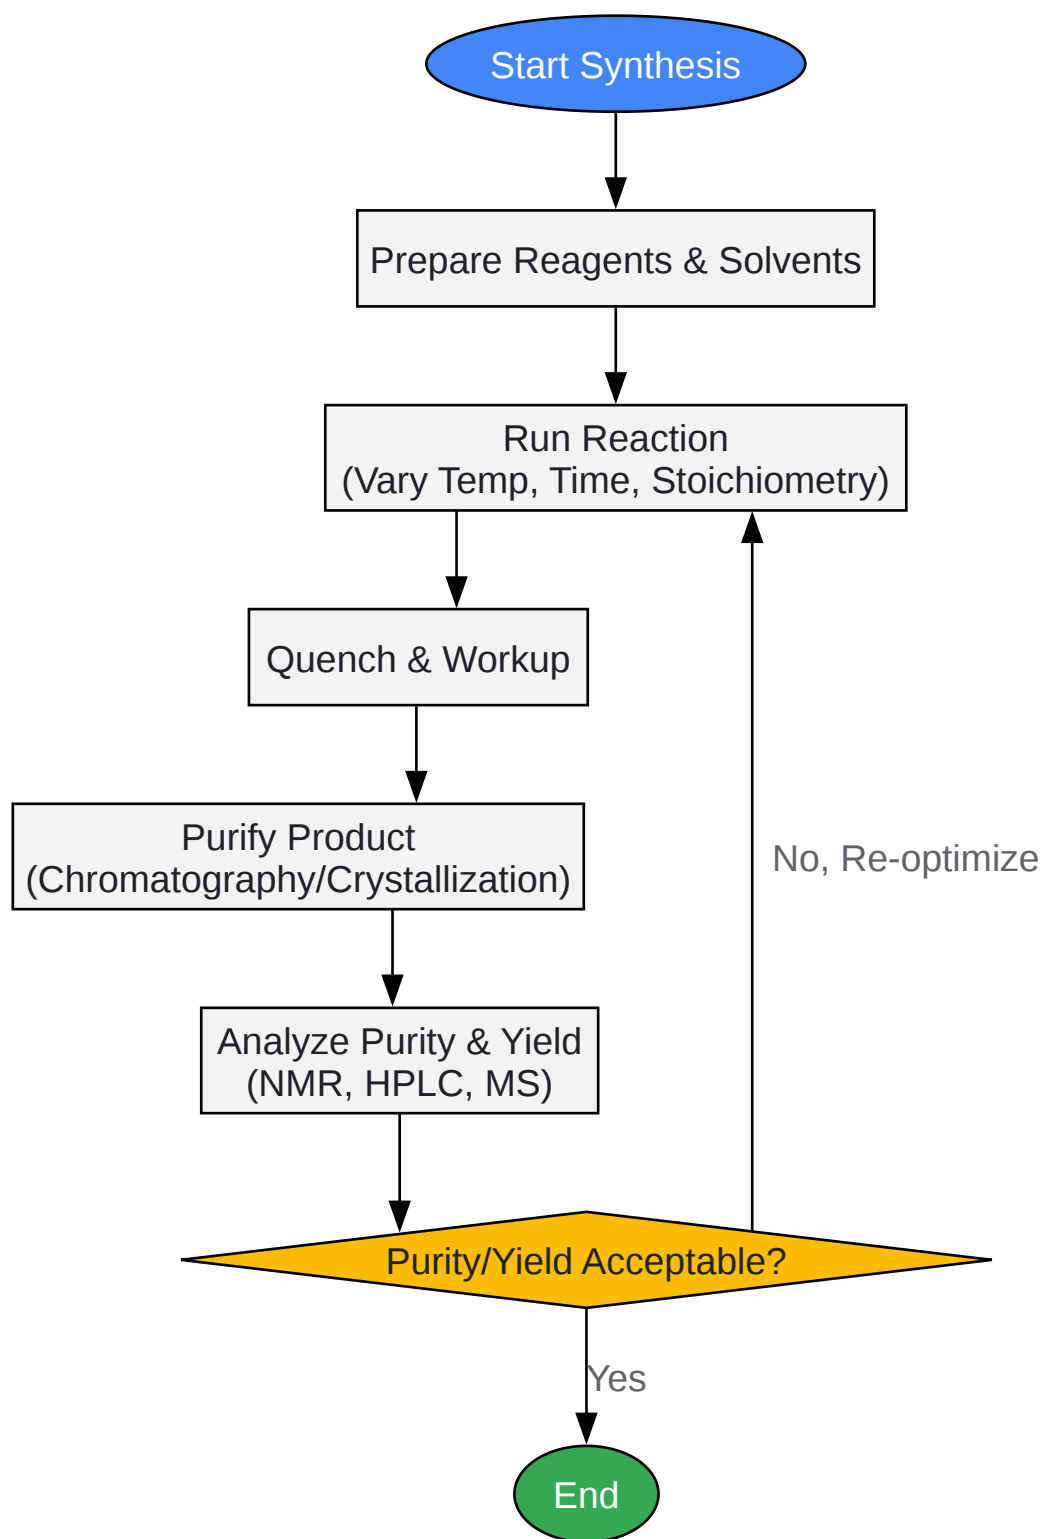 Start Synthesis
Prepare Reagents & Solvents
Run Reaction
(Vary Temp, Time, Stoichiometry)
Quench & Workup
Purify Product
(Chromatography/Crystallization)
No, Re-optimize
Analyze Purity & Yield
(NMR, HPLC, MS)
Purity/Yield Acceptable?
Yes
End